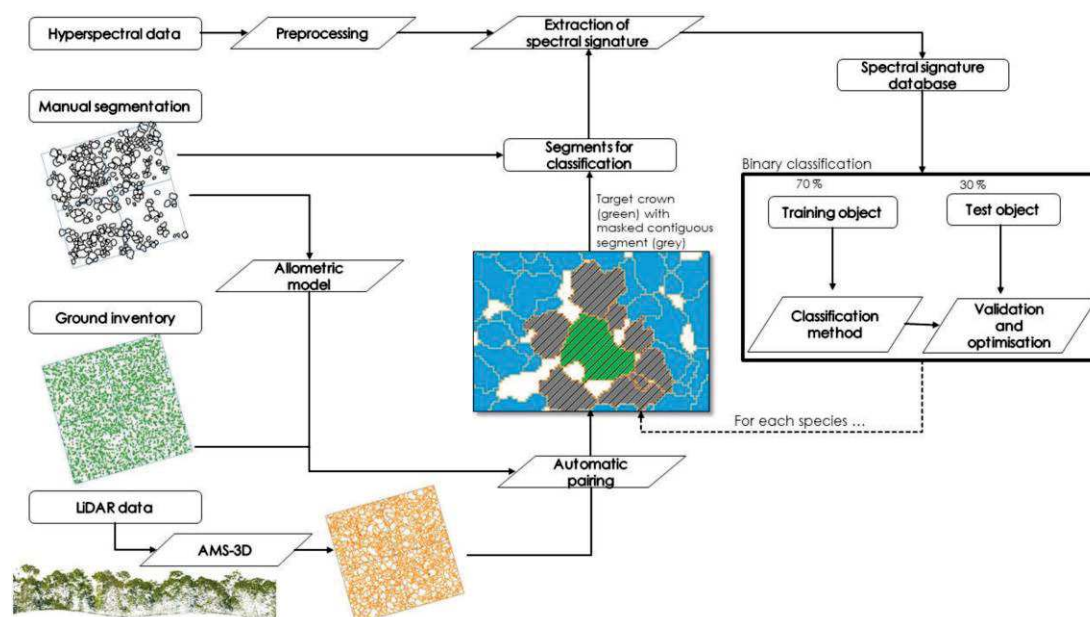 Hyperspectral data
Preprocessing
Extraction of
spectral signature
Spectral signature
database
Manual segmentation
Segments for
classification
Binary classification
70 %
30 %
Training object
Test object
Target crown
(green) with
masked contiguous
segment (grey)
Allometric
model
Ground inventory
Classification
method
Validation
and
optimisation
For each species ...
Automatic
pairing
LiDAR data
AMS-3D